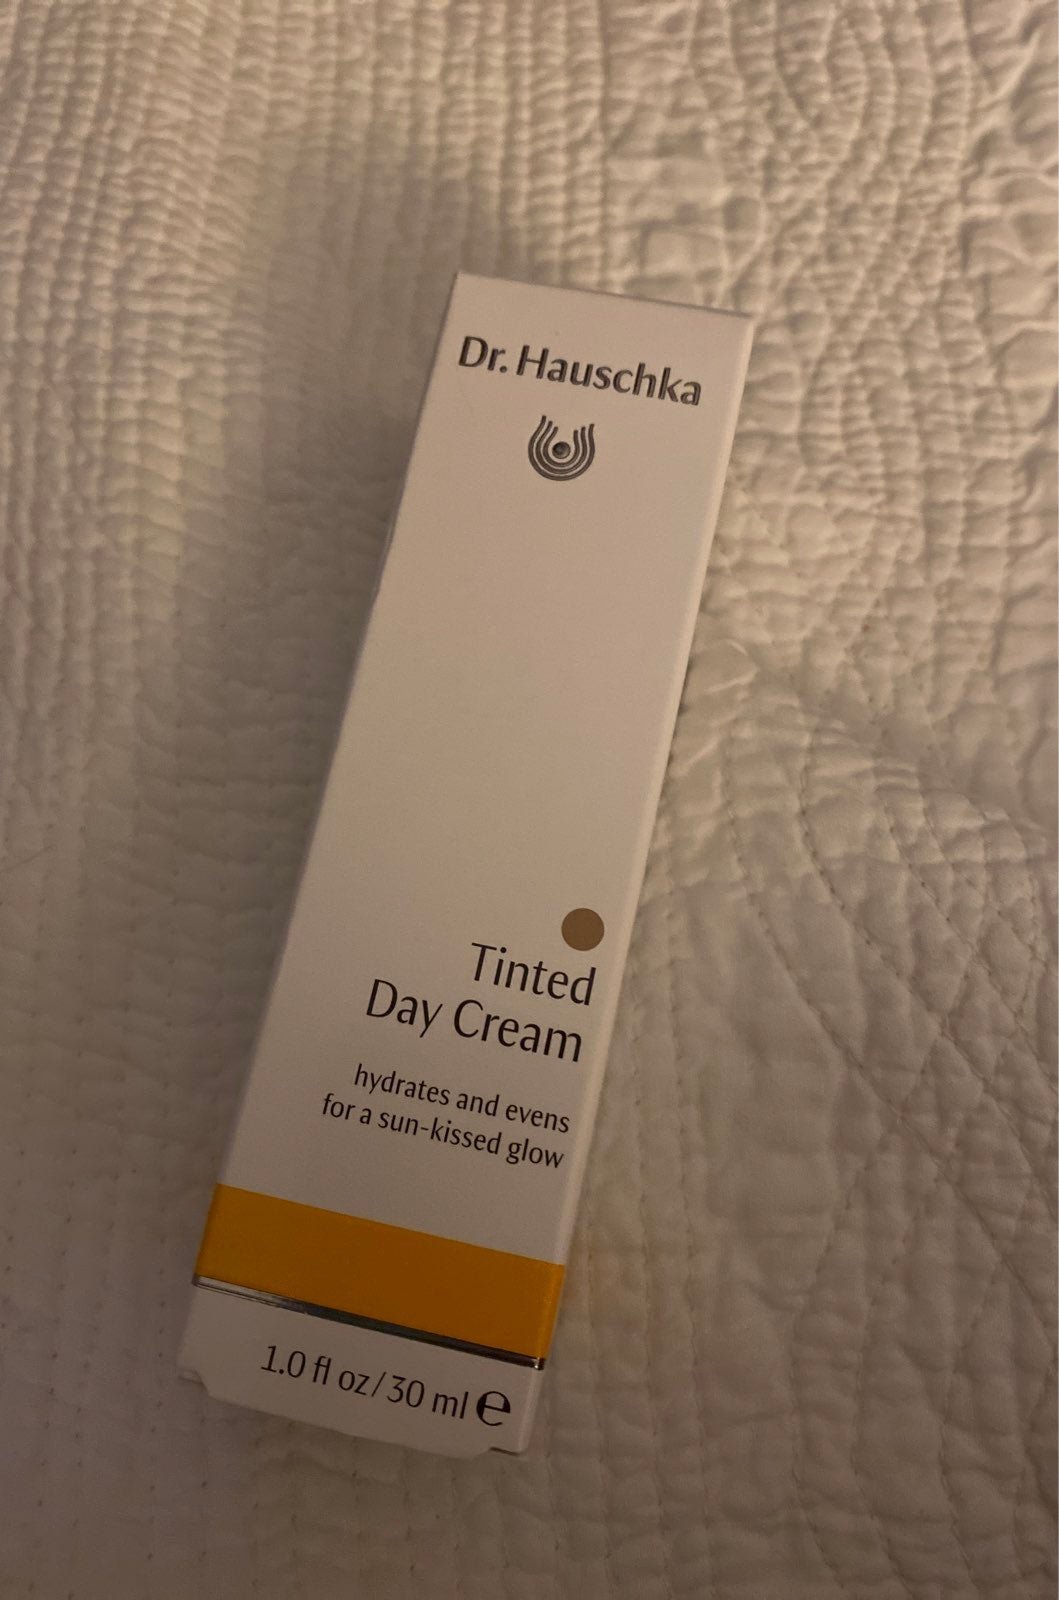 Dr. Hauschka
Tinted
Day Cream
hydrates and evens
for a sun-kissed glow
1.0 fl oz/30 ml ℮